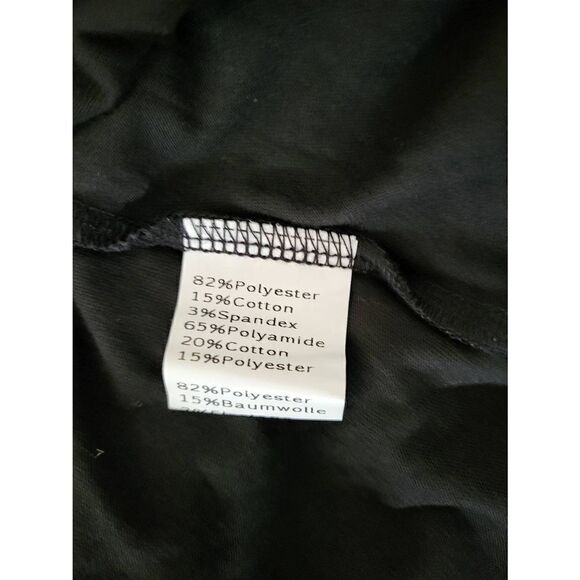 82%Polyester
15%Cotton
3%Spandex
65%Polyamide
20%Cotton
15%Polyester
82%Polyester
15%Baumwolle